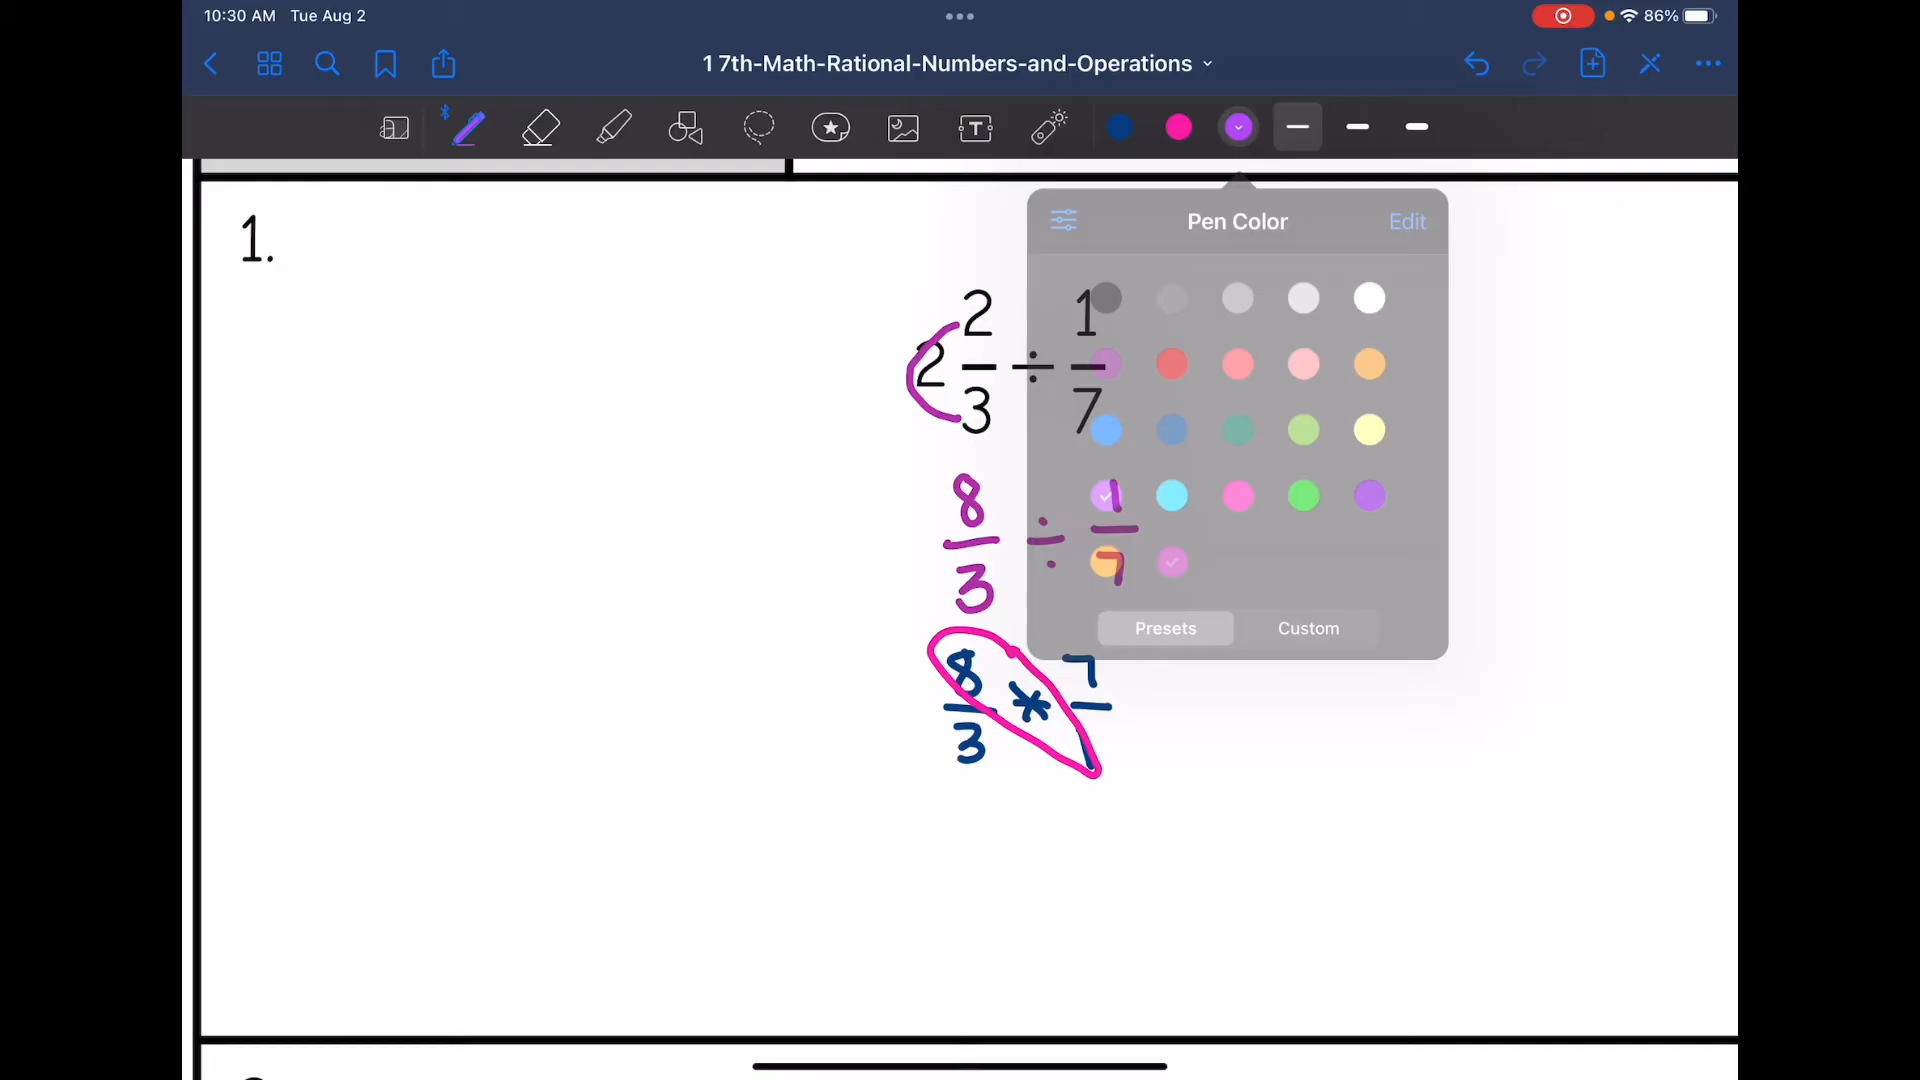 10:30 AM Tue Aug 2 86%
1 7th-Math-Rational-Numbers-and-Operations
Pen Color Edit
1.
2 2/3 ÷ 1/7
8/3 ÷ 1/7
Presets Custom
8/3 * 7/1